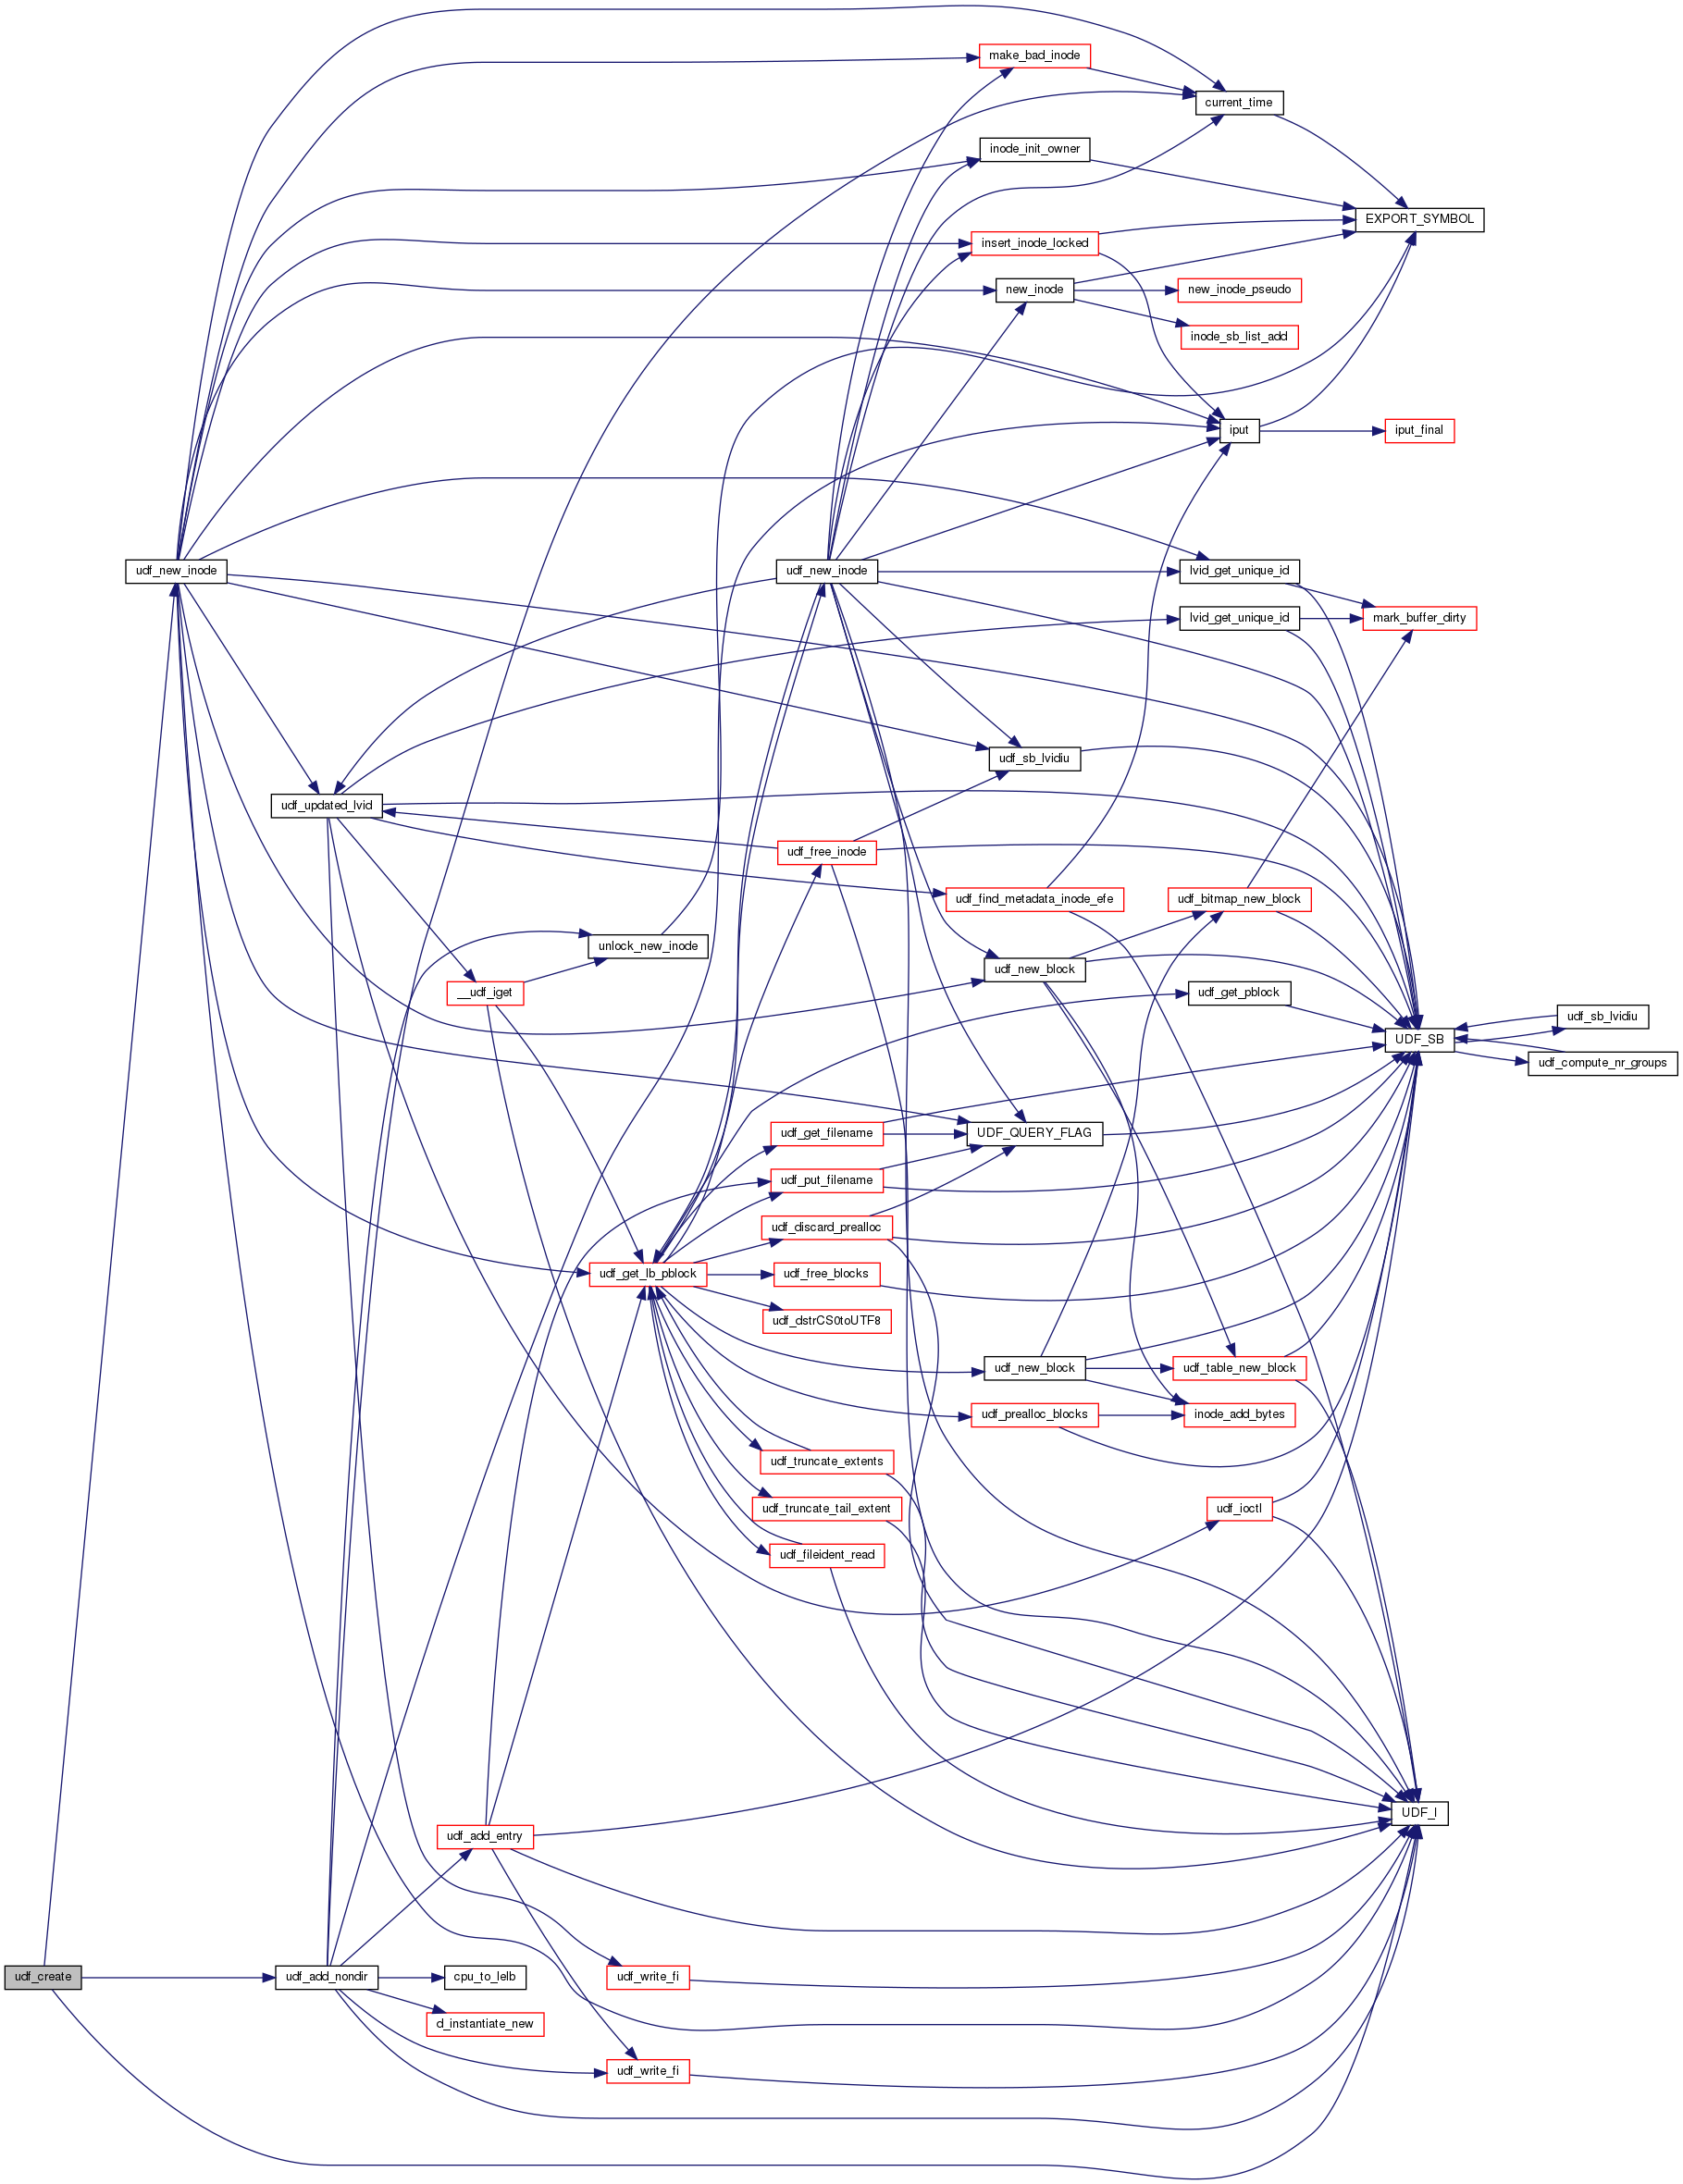 make_bad_inode
current_time
inode_init_owner
EXPORT_SYMBOL
insert_inode_locked
new_inode
new_inode_pseudo
inode_sb_list_add
iput
iput_final
udf_new_inode
udf_new_inode
lvid_get_unique_id
lvid_get_unique_id
mark_buffer_dirty
udf_sb_lvidiu
udf_updated_lvid
udf_free_inode
udf_find_metadata_inode_efe
udf_bitmap_new_block
unlock_new_inode
udf_new_block
__udf_iget
udf_get_pblock
udf_sb_lvidiu
UDF_SB
udf_compute_nr_groups
udf_get_filename
UDF_QUERY_FLAG
udf_put_filename
udf_discard_prealloc
udf_get_lb_pblock
udf_free_blocks
udf_dstrCS0toUTF8
udf_new_block
udf_table_new_block
udf_prealloc_blocks
inode_add_bytes
udf_truncate_extents
udf_truncate_tail_extent
udf_ioctl
udf_fileident_read
UDF_I
udf_add_entry
udf_create
udf_add_nondir
cpu_to_lelb
udf_write_fi
d_instantiate_new
udf_write_fi